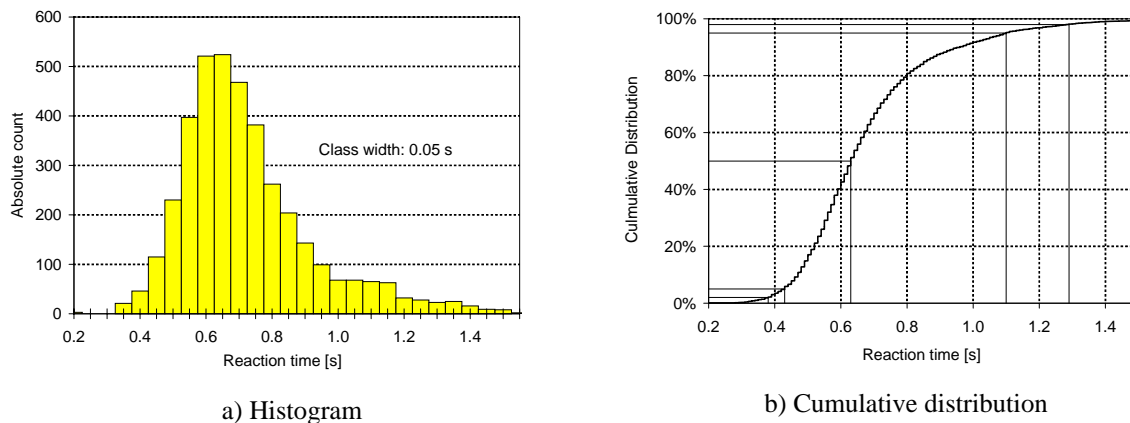 600
500
400
300
200
100
0
Absolute count
Class width: 0.05 s
0.2 0.4 0.6 0.8 1.0 1.2 1.4
Reaction time [s]
a) Histogram
100%
80%
60%
40%
20%
0%
Culmulative Distribution
0.2 0.4 0.6 0.8 1.0 1.2 1.4
Reaction time [s]
b) Cumulative distribution